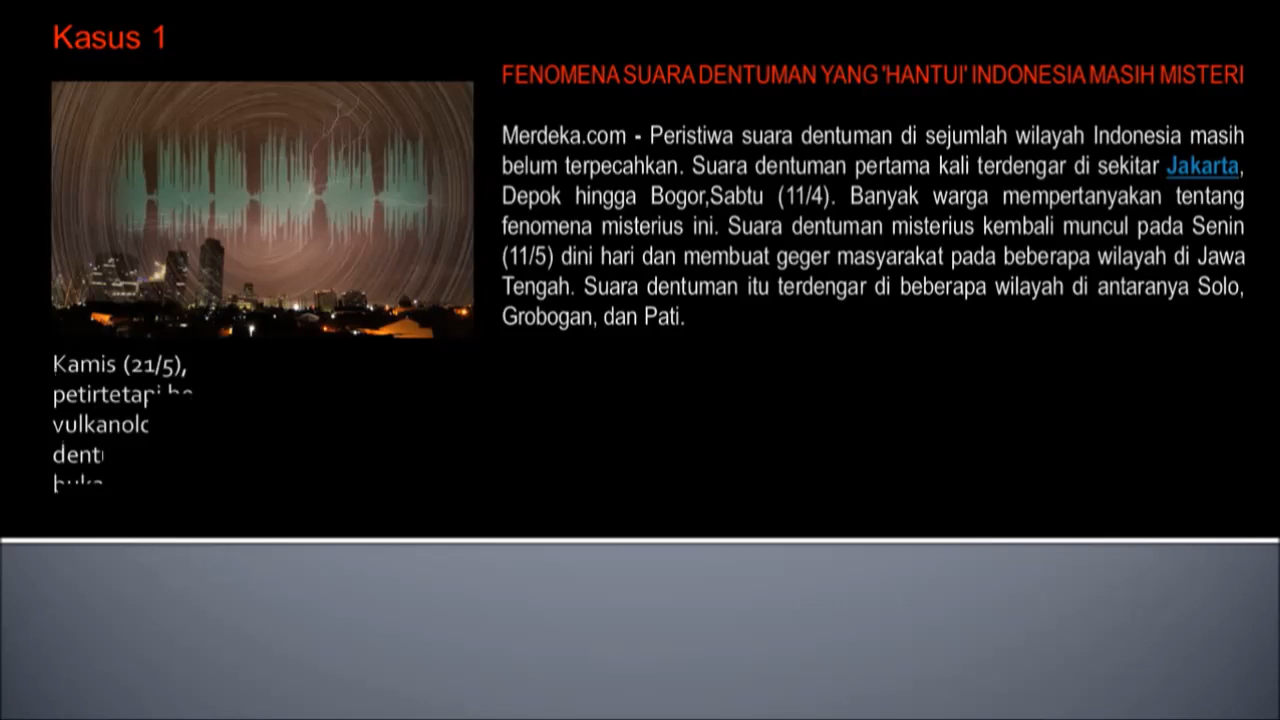 Kasus 1
FENOMENA SUARA DENTUMAN YANG 'HANTUI' INDONESIA MASIH MISTERI
Merdeka.com - Peristiwa suara dentuman di sejumlah wilayah Indonesia masih
belum terpecahkan. Suara dentuman pertama kali terdengar di sekitar Jakarta,
Depok hingga Bogor,Sabtu (11/4). Banyak warga mempertanyakan tentang
fenomena misterius ini. Suara dentuman misterius kembali muncul pada Senin
(11/5) dini hari dan membuat geger masyarakat pada beberapa wilayah di Jawa
Tengah. Suara dentuman itu terdengar di beberapa wilayah di antaranya Solo,
Grobogan, dan Pati.
Kamis (21/5),